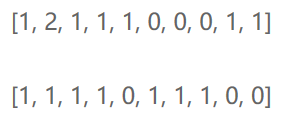 [1, 2, 1, 1, 1, 0, 0, 0, 1, 1]
[1, 1, 1, 1, 0, 1, 1, 1, 0, 0]